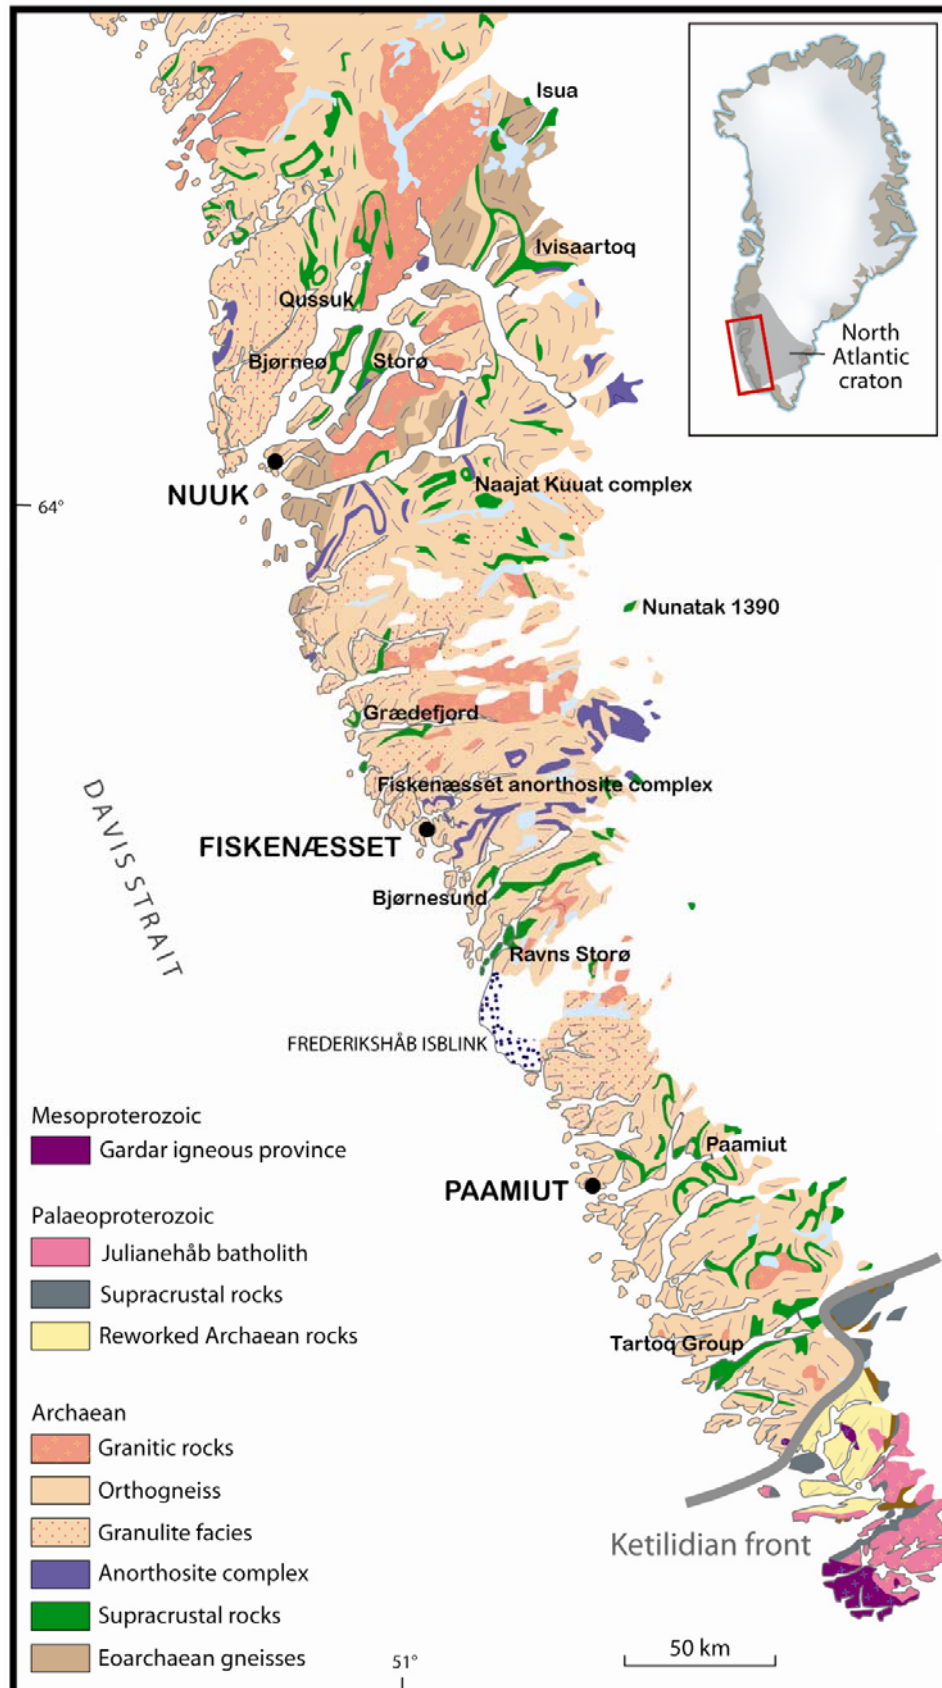 Isua
Ivisaartoq
Qussuk
Bjørneø
Storø
North
Atlantic
craton
NUUK
Naajat Kuuat complex
64°
Nunatak 1390
Grædefjord
Fiskenæsset anorthosite complex
FISKENÆSSET
DAVIS STRAIT
Bjørnesund
Ravns Storø
FREDERIKSHÅB ISBLINK
Paamiut
PAAMIUT
Tartoq Group
Ketilidian front
Mesoproterozoic
Gardar igneous province
Palaeoproterozoic
Julianehåb batholith
Supracrustal rocks
Reworked Archaean rocks
Archaean
Granitic rocks
Orthogneiss
Granulite facies
Anorthosite complex
Supracrustal rocks
Eoarchaean gneisses
51°
50 km